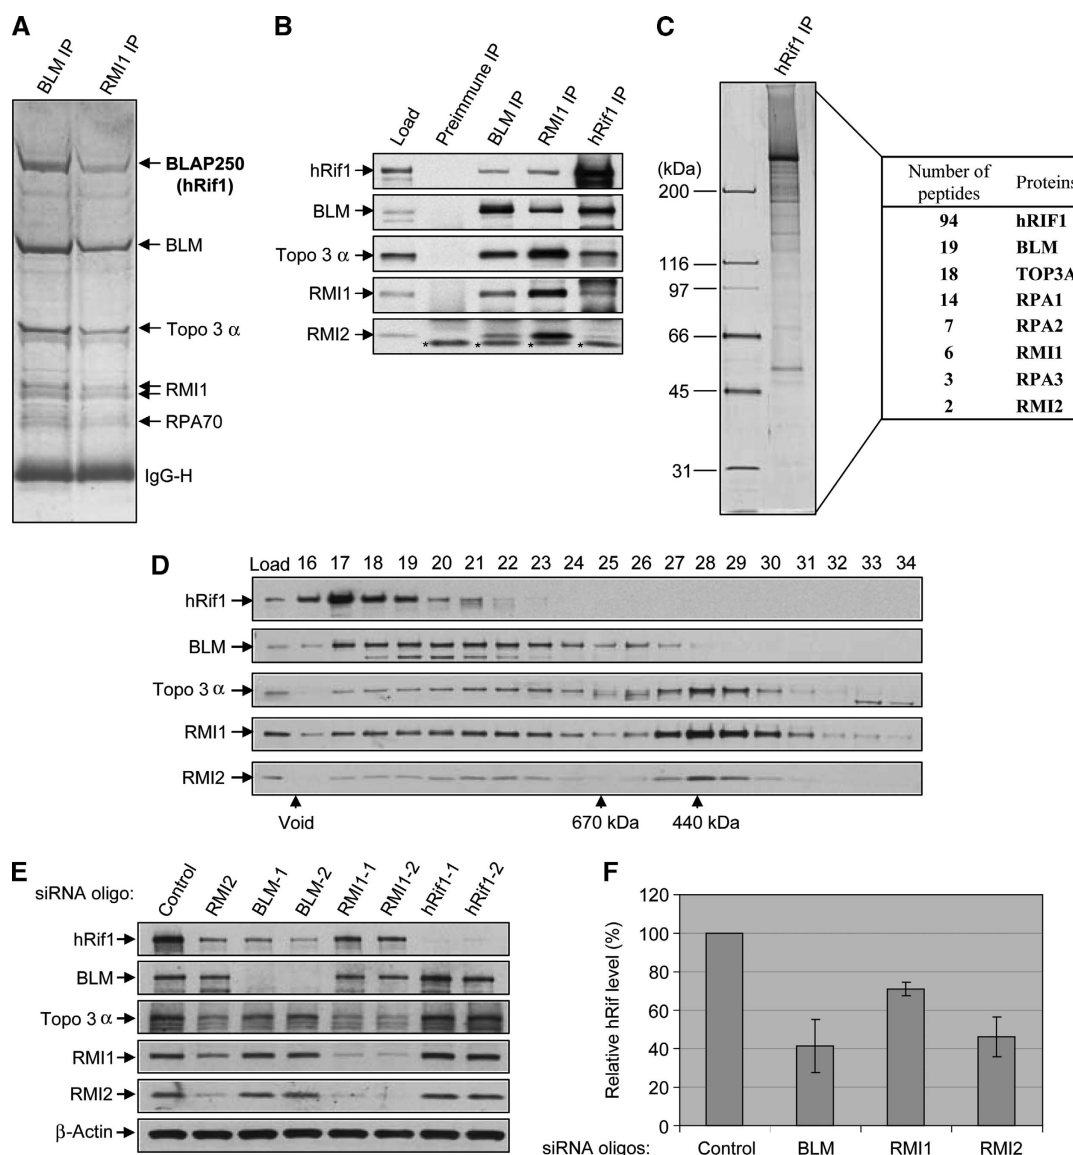 A
BLM IP
RMI1 IP
BLAP250
(hRif1)
BLM
Topo 3 α
RMI1
RPA70
IgG-H
B
Load
Preimmune IP
BLM IP
RMI1 IP
hRif1 IP
hRif1
BLM
Topo 3 α
RMI1
RMI2
* * * *
C
hRif1 IP
(kDa)
200
116
97
66
45
31
Number of peptides Proteins
94 hRIF1
19 BLM
18 TOP3A
14 RPA1
7 RPA2
6 RMI1
3 RPA3
2 RMI2
D
Load 16 17 18 19 20 21 22 23 24 25 26 27 28 29 30 31 32 33 34
hRif1
BLM
Topo 3 α
RMI1
RMI2
Void 670 kDa 440 kDa
E
siRNA oligo: Control RMI2 BLM-1 BLM-2 RMI1-1 RMI1-2 hRif1-1 hRif1-2
hRif1
BLM
Topo 3 α
RMI1
RMI2
β-Actin
F
Relative hRif level (%)
120
100
80
60
40
20
0
siRNA oligos: Control BLM RMI1 RMI2